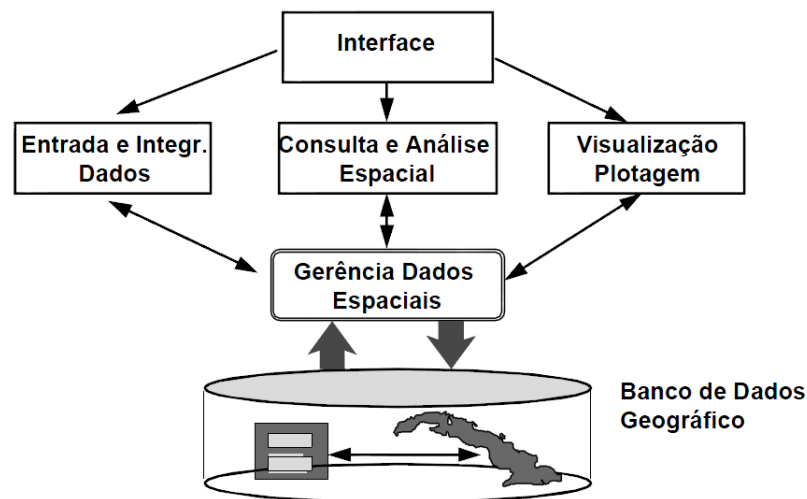 Interface
Entrada e Integr.
Dados
Consulta e Análise
Espacial
Visualização
Plotagem
Gerência Dados
Espaciais
Banco de Dados
Geográfico